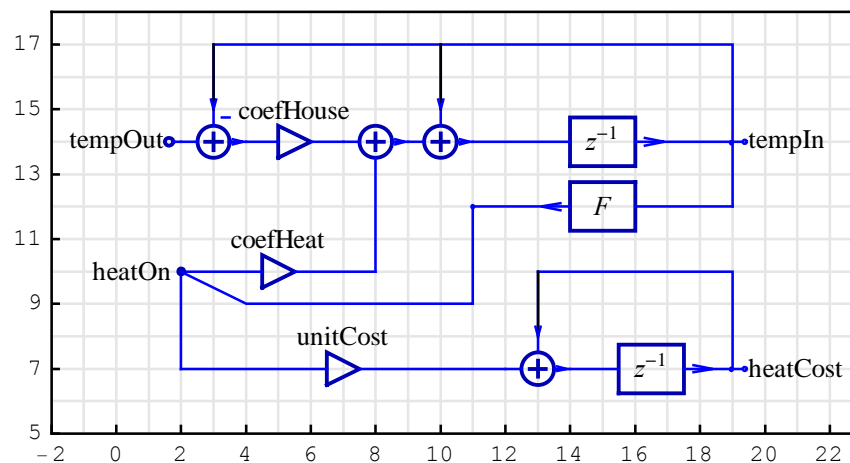 17
15
13
11
9
7
5
coefHouse
tempOut
z⁻¹
tempIn
F
coefHeat
heatOn
unitCost
z⁻¹
heatCost
−2 0 2 4 6 8 10 12 14 16 18 20 22